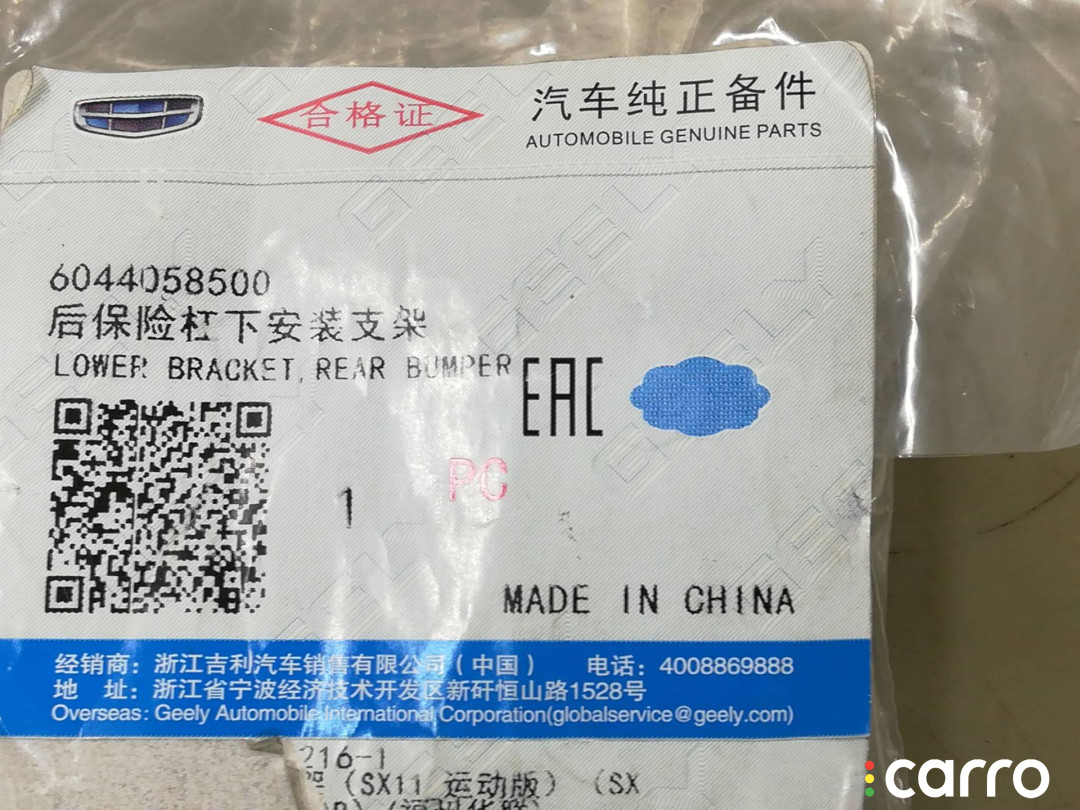 合格证
汽车纯正备件
AUTOMOBILE GENUINE PARTS
6044058500
后保险杠下安装支架
LOWER BRACKET, REAR BUMPER
EAC
1
PC
MADE IN CHINA
经销商：浙江吉利汽车销售有限公司（中国） 电话：4008869888
地 址：浙江省宁波经济技术开发区新矸恒山路1528号
Overseas: Geely Automobile International Corporation(globalservice@geely.com)
216-1
(SX11 运动版) (SX
carro